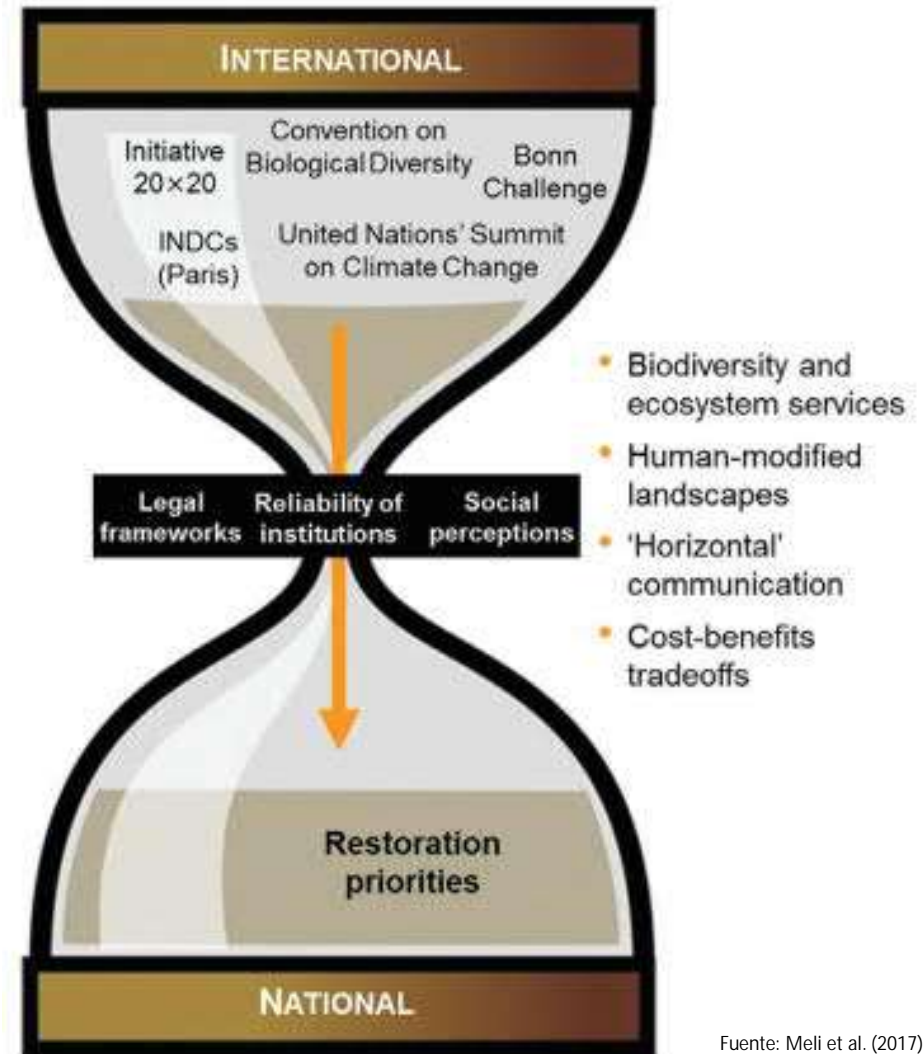 INTERNATIONAL
Initiative
20×20
Convention on
Biological Diversity
Bonn
Challenge
INDCs
(Paris)
United Nations' Summit
on Climate Change
Legal
frameworks
Reliability of
institutions
Social
perceptions
• Biodiversity and
ecosystem services
• Human-modified
landscapes
• 'Horizontal'
communication
• Cost-benefits
tradeoffs
Restoration
priorities
NATIONAL
Fuente: Meli et al. (2017)